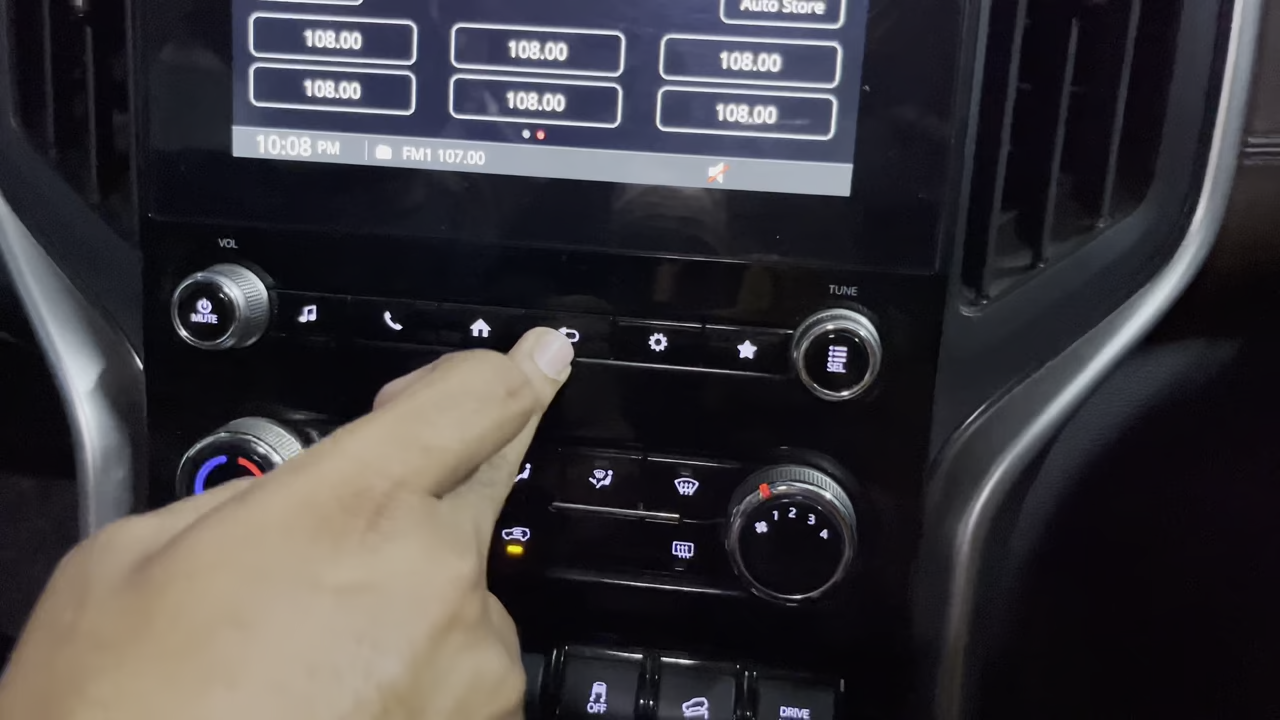 Auto Store
108.00 108.00 108.00
108.00 108.00 108.00
10:08 PM FM1 107.00
VOL
TUNE
MUTE
SEL
1 2 3 4
OFF
DRIVE